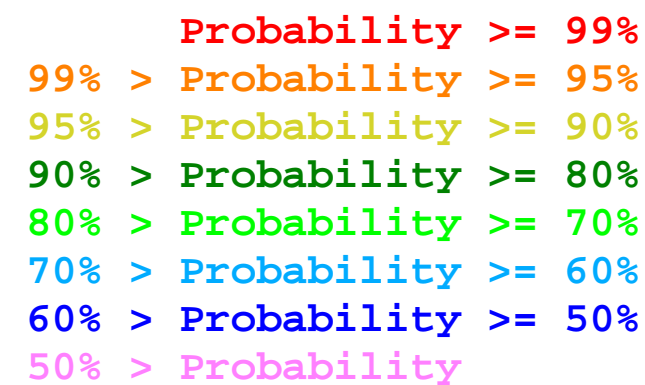 Probability >= 99%
99% > Probability >= 95%
95% > Probability >= 90%
90% > Probability >= 80%
80% > Probability >= 70%
70% > Probability >= 60%
60% > Probability >= 50%
50% > Probability